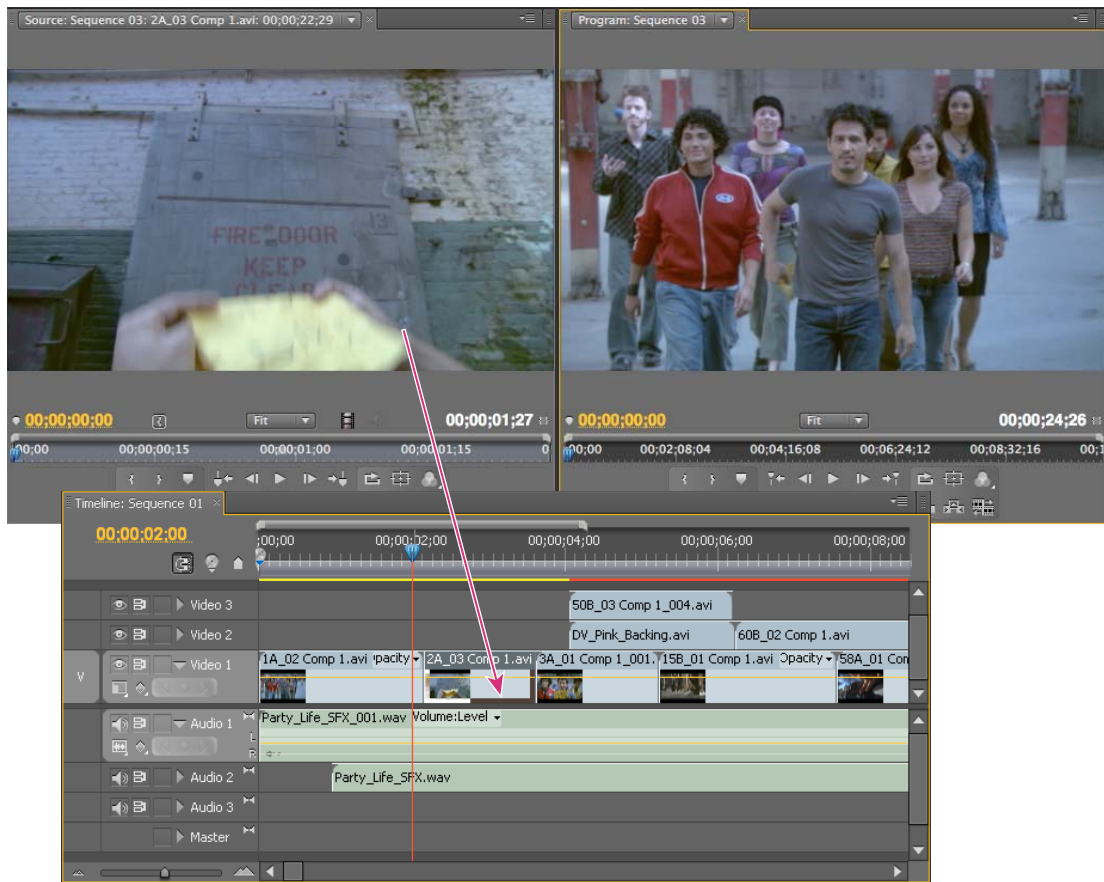 Source: Sequence 03: 2A_03 Comp 1.avi: 00;00;22;29
Program: Sequence 03
FIRE DOOR
13
KEEP
CLEAR
00;00;00;00
Fit
00;00;01;27
00;00;00;00
Fit
00;00;24;26
00;00
00;00;00;15
00;00;01;00
00;00;01;15
0
00;00
00;02;08;04
00;04;16;08
00;06;24;12
00;08;32;16
00;1
Timeline: Sequence 01
00;00;02;00
;00;00
00;00;02;00
00;00;04;00
00;00;06;00
00;00;08;00
Video 3
50B_03 Comp 1_004.avi
Video 2
DV_Pink_Backing.avi
60B_02 Comp 1.avi
V
Video 1
1A_02 Comp 1.avi
pacity
2A_03 Comp 1.avi
3A_01 Comp 1_001.
15B_01 Comp 1.avi
Opacity
58A_01 Con
Audio 1
Party_Life_SFX_001.wav
Volume:Level
L
R
Audio 2
Party_Life_SFX.wav
Audio 3
Master